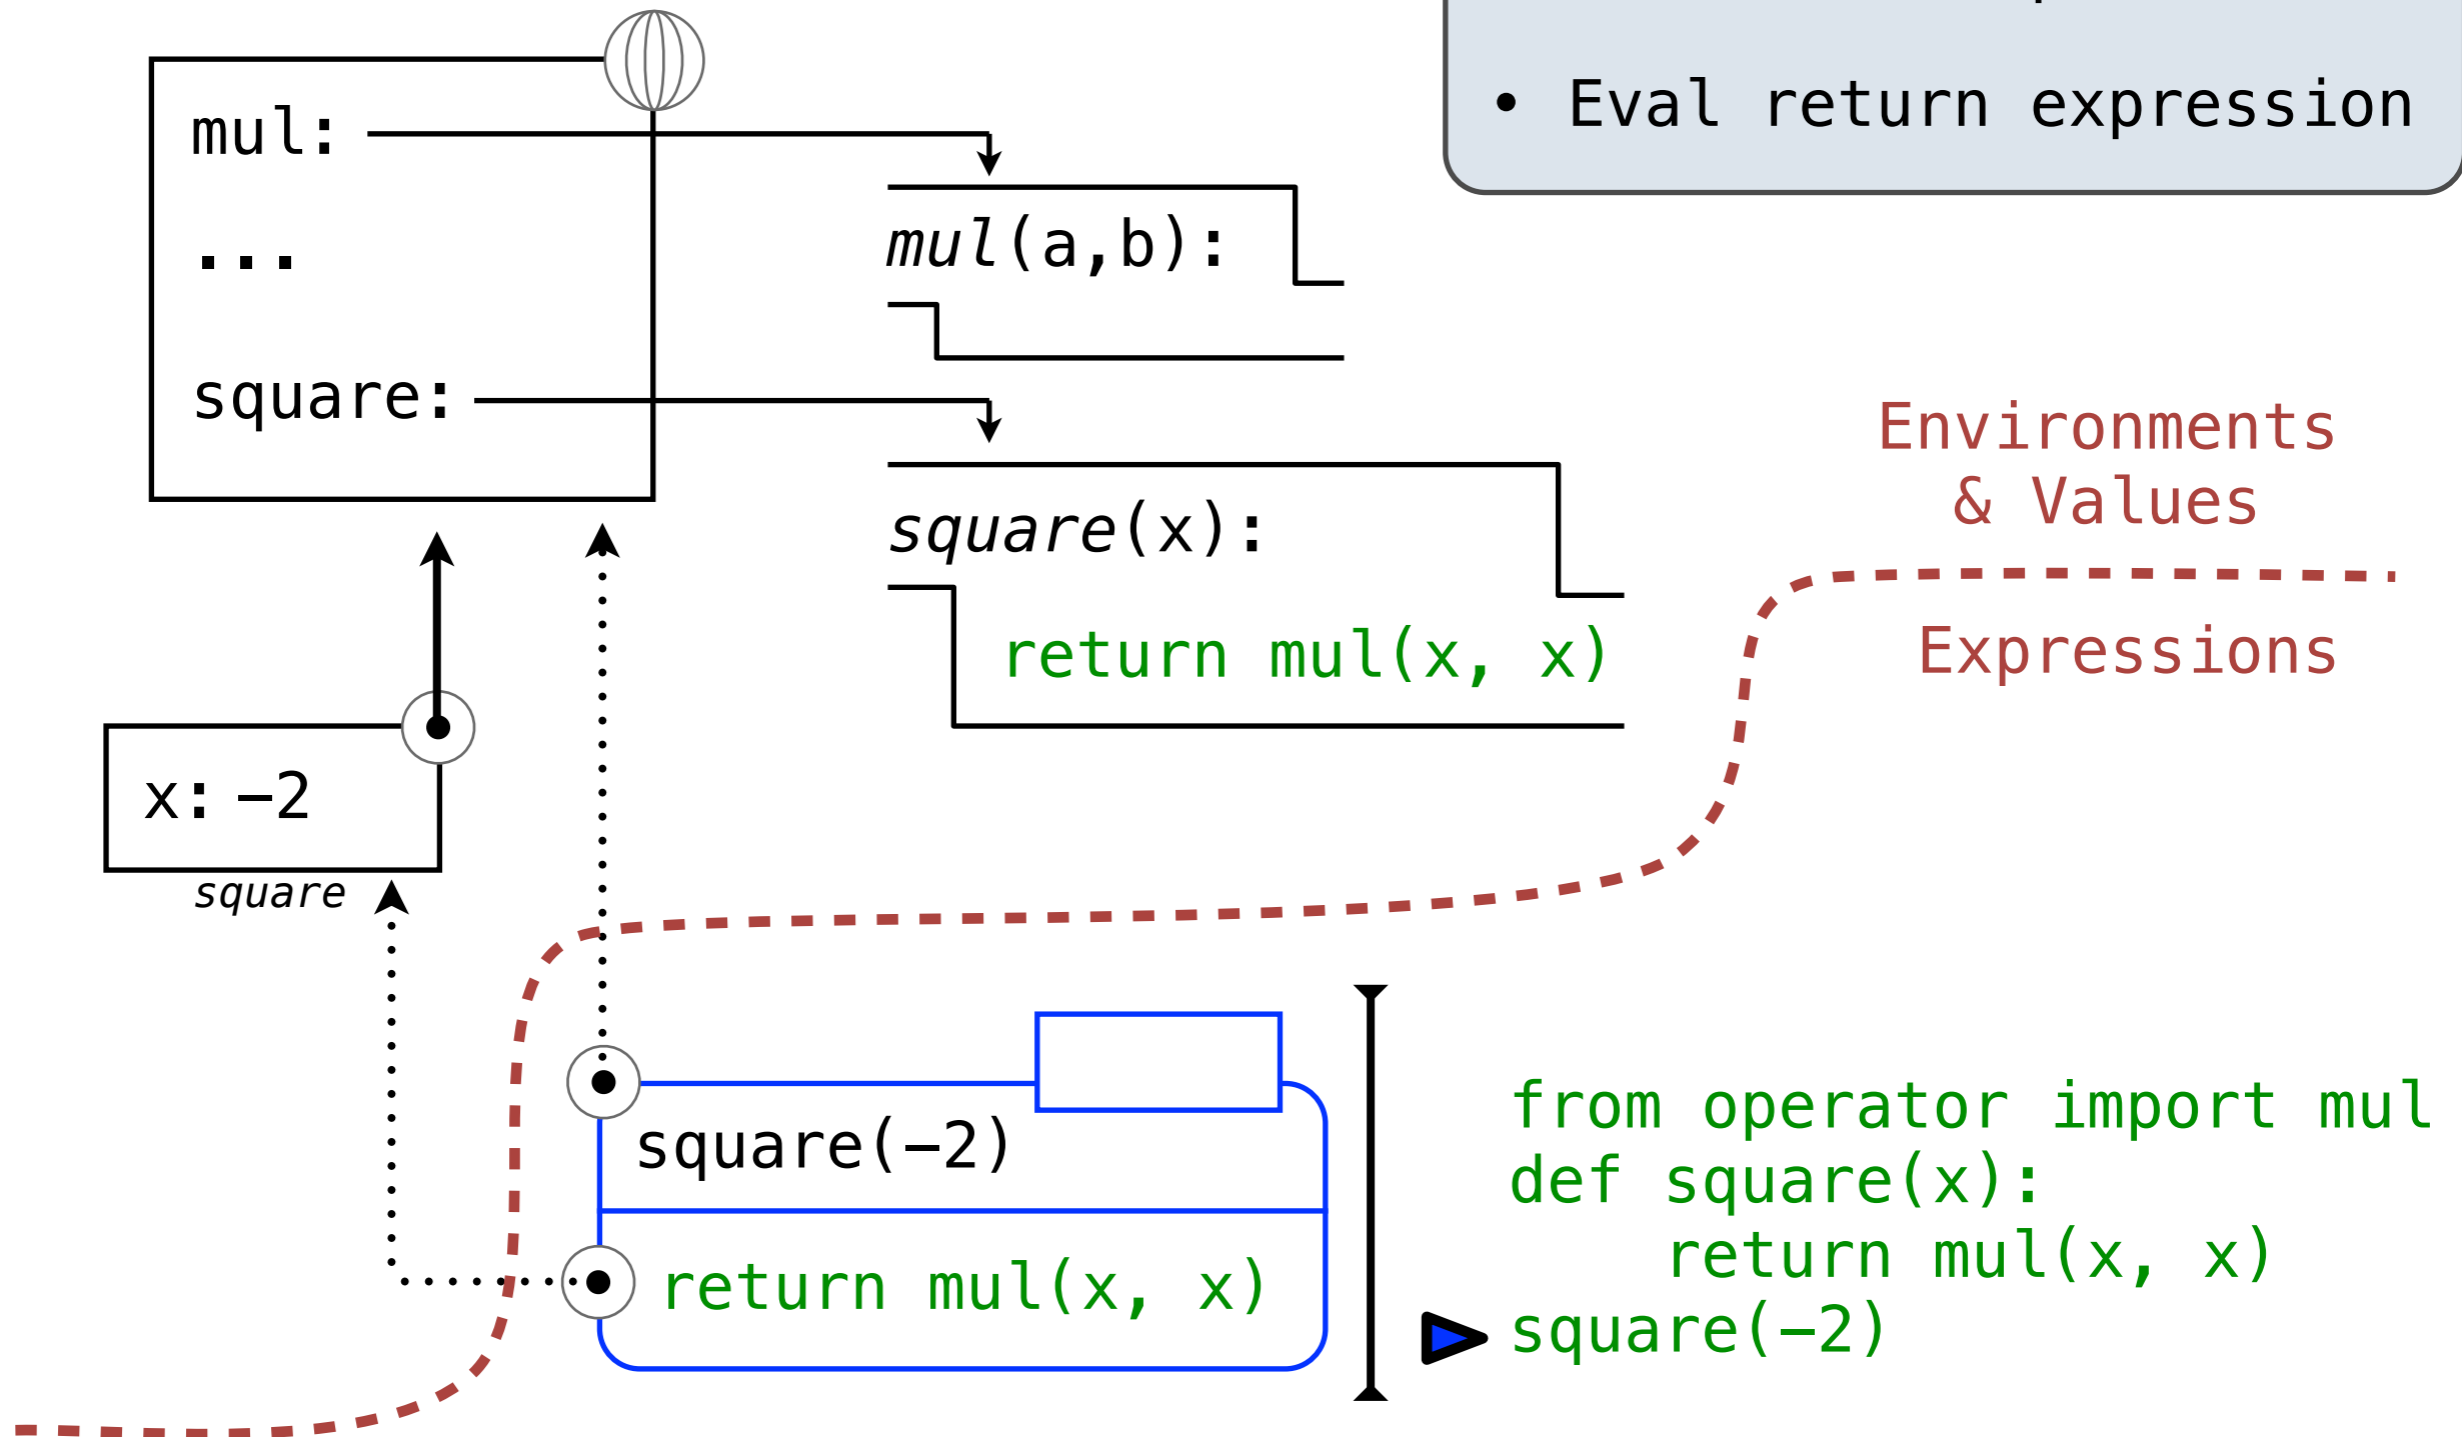 • Eval return expression
mul:
mul(a,b):
...
square:
square(x):
return mul(x, x)
Environments
& Values
Expressions
x: −2
square
square(−2)
return mul(x, x)
from operator import mul
def square(x):
    return mul(x, x)
square(−2)